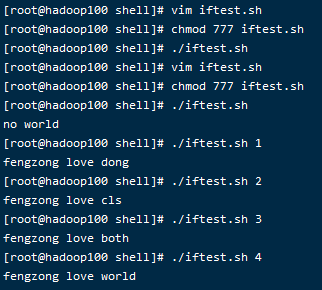 [root@hadoop100 shell]# vim iftest.sh
[root@hadoop100 shell]# chmod 777 iftest.sh
[root@hadoop100 shell]# ./iftest.sh
[root@hadoop100 shell]# vim iftest.sh
[root@hadoop100 shell]# chmod 777 iftest.sh
[root@hadoop100 shell]# ./iftest.sh
no world
[root@hadoop100 shell]# ./iftest.sh 1
fengzong love dong
[root@hadoop100 shell]# ./iftest.sh 2
fengzong love cls
[root@hadoop100 shell]# ./iftest.sh 3
fengzong love both
[root@hadoop100 shell]# ./iftest.sh 4
fengzong love world